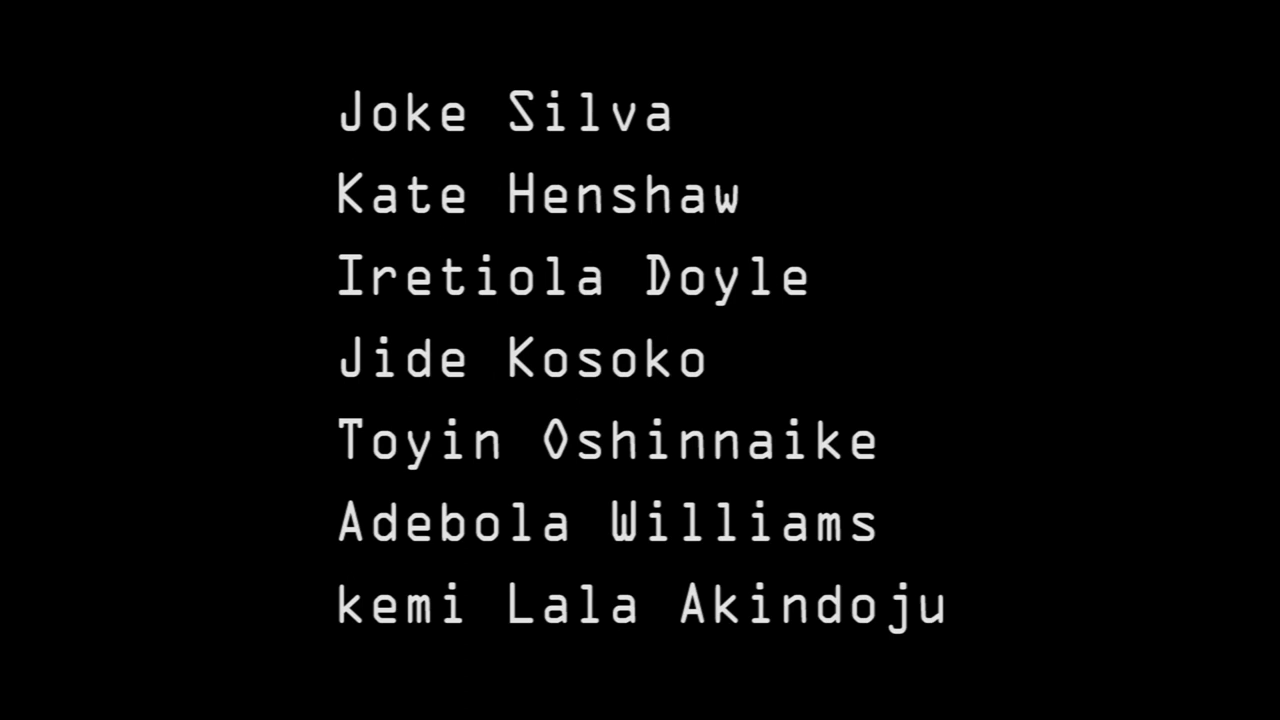 Joke Silva
Kate Henshaw
Iretiola Doyle
Jide Kosoko
Toyin Oshinnaike
Adebola Williams
kemi Lala Akindoju